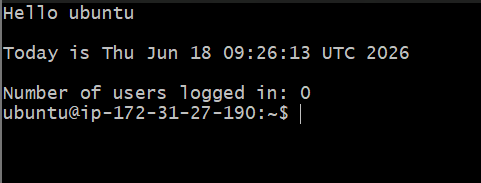 Hello ubuntu
Today is Thu Jun 18 09:26:13 UTC 2026
Number of users logged in: 0
ubuntu@ip-172-31-27-190:~$